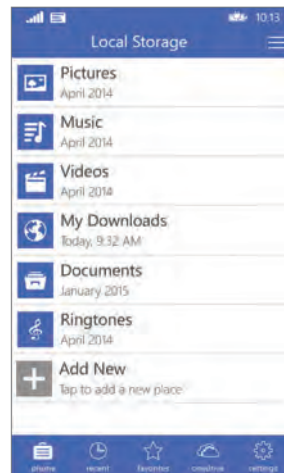 10:13
Local Storage
Pictures
April 2014
Music
April 2014
Videos
April 2014
My Downloads
Today, 9:32 AM
Documents
January 2015
Ringtones
April 2014
Add New
Tap to add a new place
phone recent favorites onedrive settings